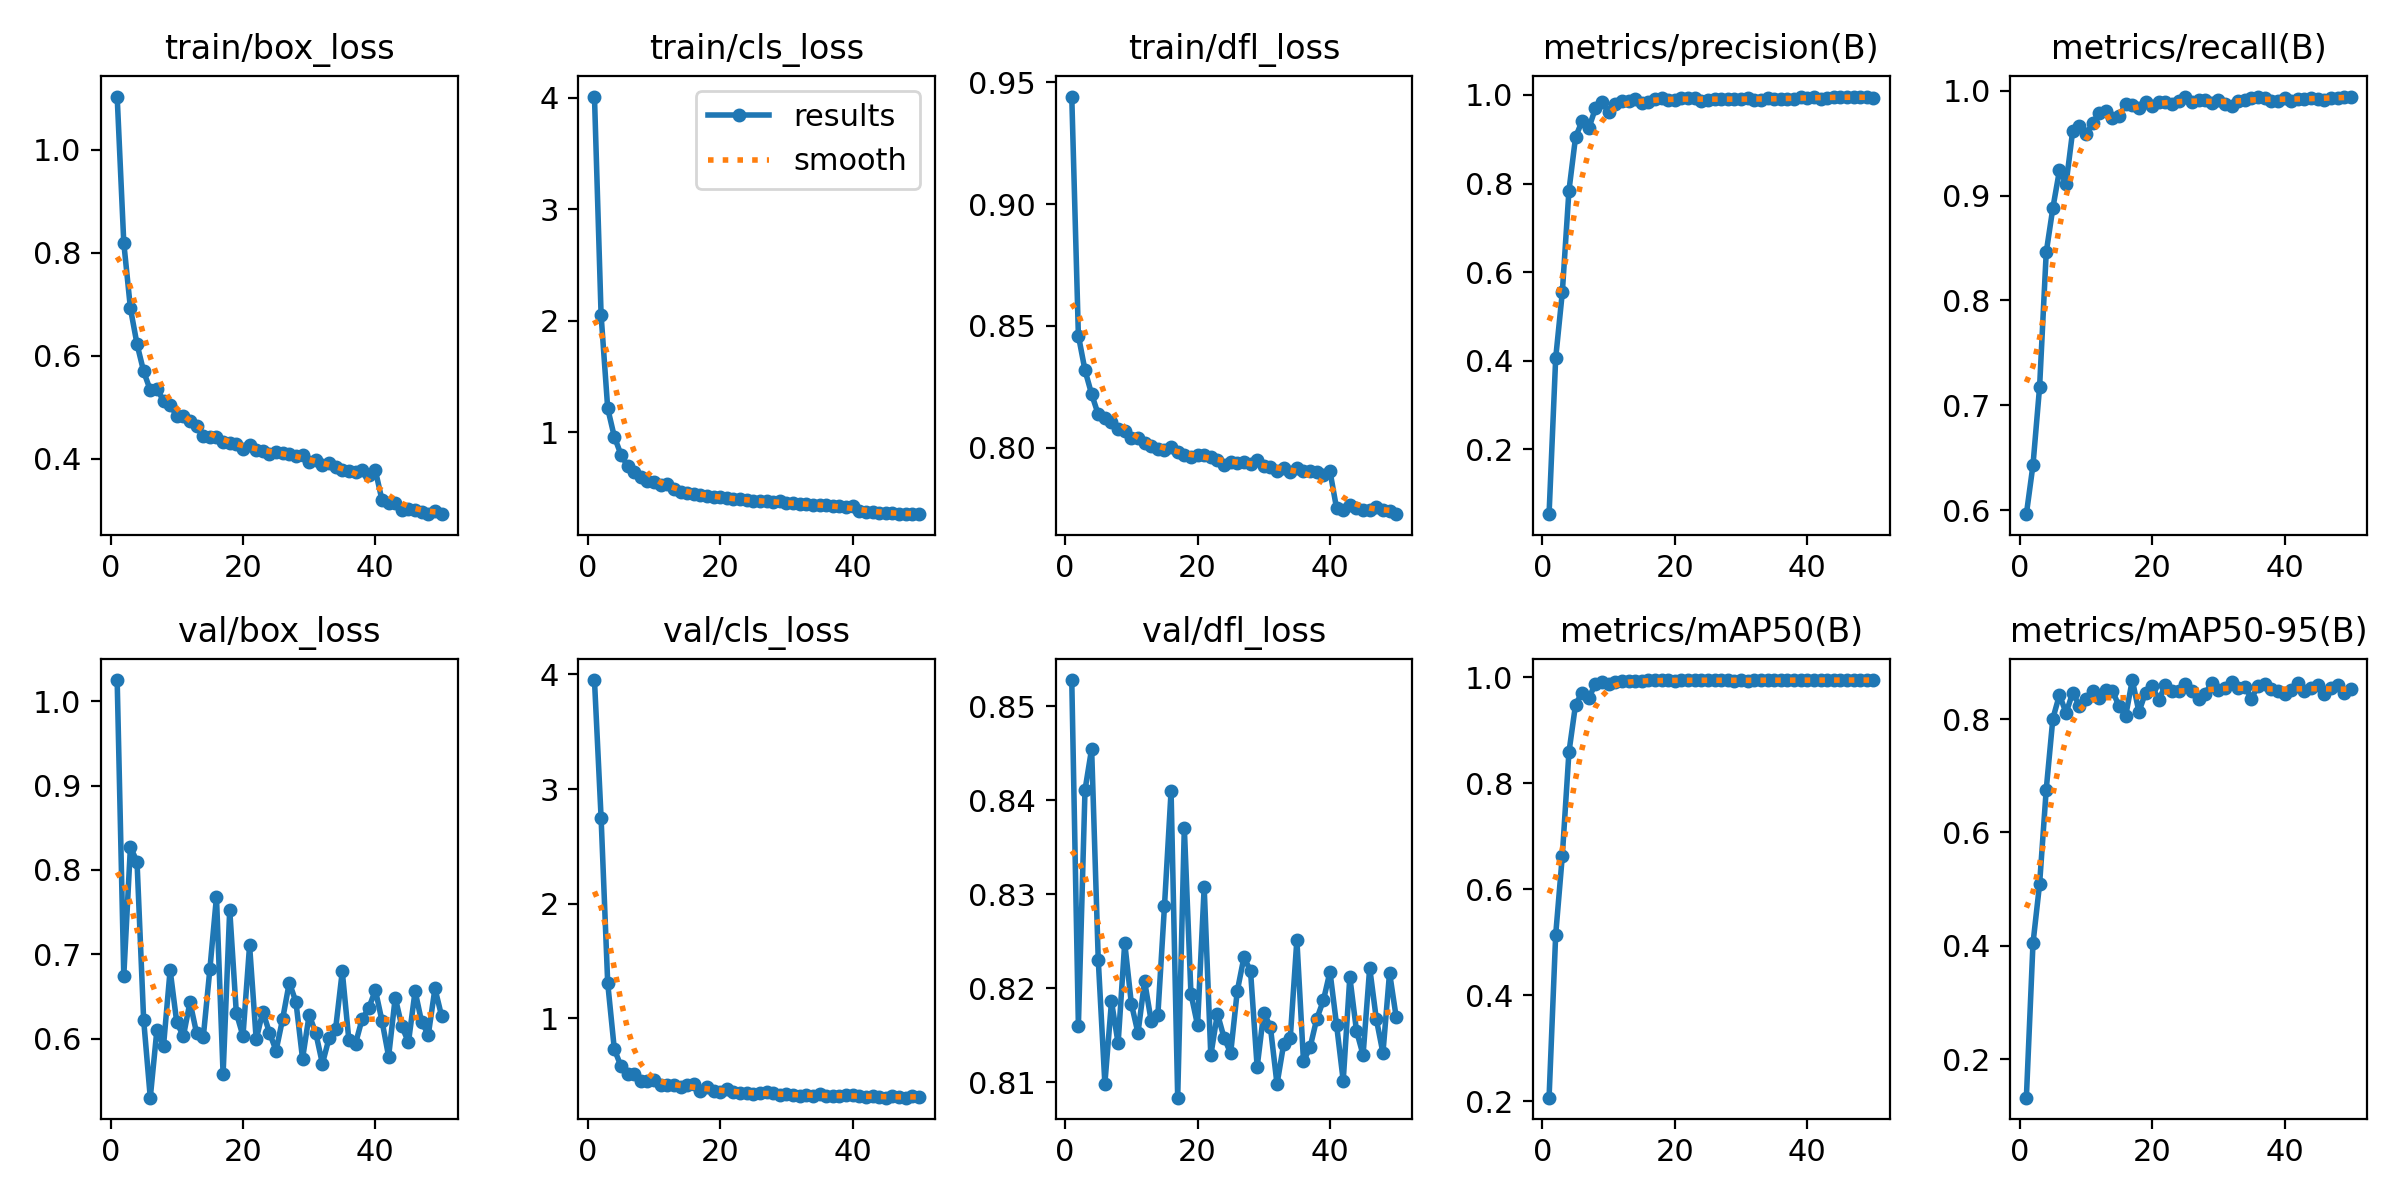 train/box_loss
train/cls_loss
train/dfl_loss
metrics/precision(B)
metrics/recall(B)
1.0
0.8
0.6
0.4
0 20 40
4
3
2
1
0 20 40
results
smooth
0.95
0.90
0.85
0.80
0 20 40
1.0
0.8
0.6
0.4
0.2
0 20 40
1.0
0.9
0.8
0.7
0.6
0 20 40
val/box_loss
val/cls_loss
val/dfl_loss
metrics/mAP50(B)
metrics/mAP50-95(B)
1.0
0.9
0.8
0.7
0.6
0 20 40
4
3
2
1
0 20 40
0.85
0.84
0.83
0.82
0.81
0 20 40
1.0
0.8
0.6
0.4
0.2
0 20 40
0.8
0.6
0.4
0.2
0 20 40